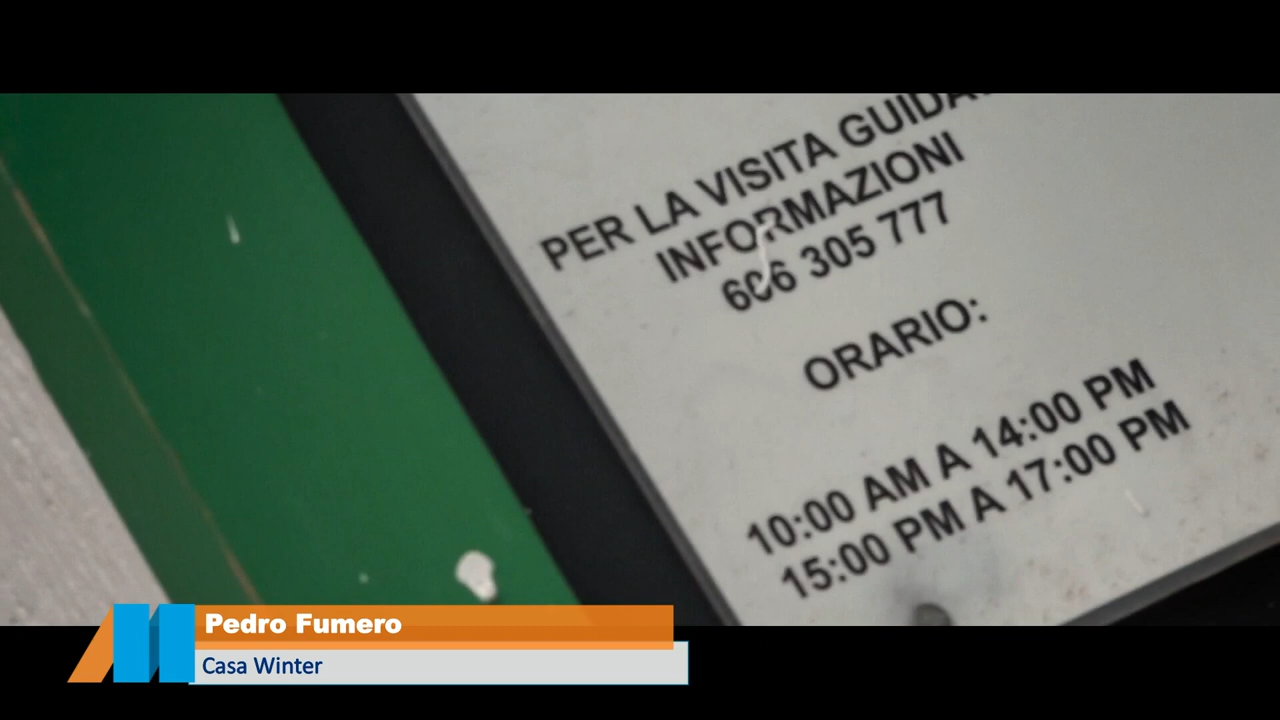 PER LA VISITA
INFORMAZIONI
606 305 777
ORARIO:
10:00 AM A 14:00 PM
15:00 PM A 17:00 PM
Pedro Fumero
Casa Winter